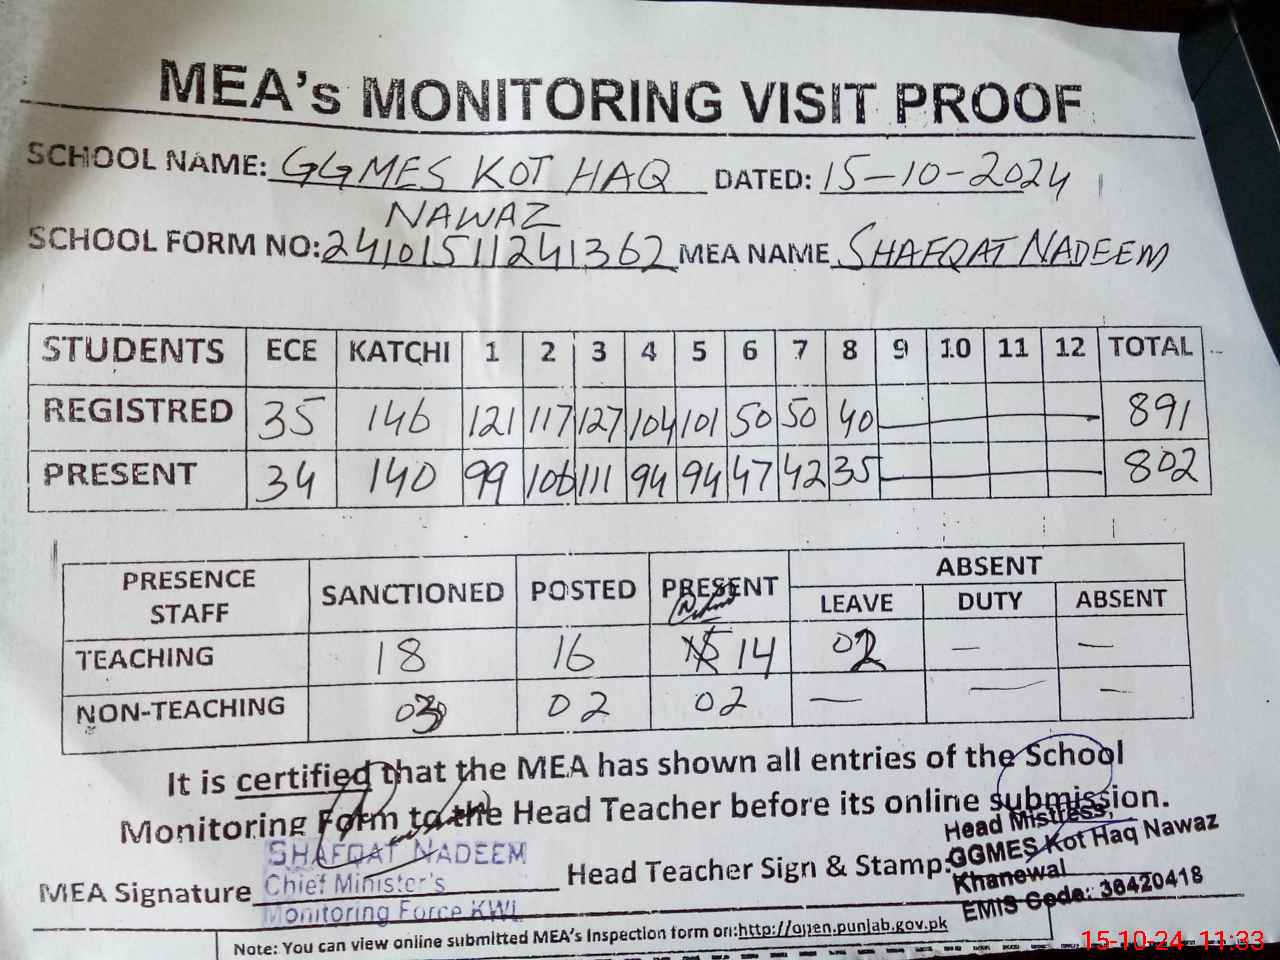 MEA's MONITORING VISIT PROOF
SCHOOL NAME: GGMES KOT HAQ NAWAZ DATED: 15-10-2024
SCHOOL FORM NO: 24101511241362 MEA NAME SHAFQAT NADEEM
STUDENTS ECE KATCHI 1 2 3 4 5 6 7 8 9 10 11 12 TOTAL
REGISTRED 35 146 121 117 127 104 101 50 50 40 891
PRESENT 34 140 99 106 111 94 94 47 42 35 802
PRESENCE STAFF SANCTIONED POSTED PRESENT ABSENT
LEAVE DUTY ABSENT
TEACHING 18 16 14 02 — —
NON-TEACHING 03 02 02 — — —
It is certified that the MEA has shown all entries of the School
Monitoring Form to the Head Teacher before its online submission.
SHAFQAT NADEEM
Chief Minister's
Monitoring Force KWL
MEA Signature
Head Teacher Sign & Stamp:
Head Mistress,
GGMES Kot Haq Nawaz
Khanewal
EMIS Code: 36420418
Note: You can view online submitted MEA's Inspection form on:http://open.punjab.gov.pk
15-10-24 11:33